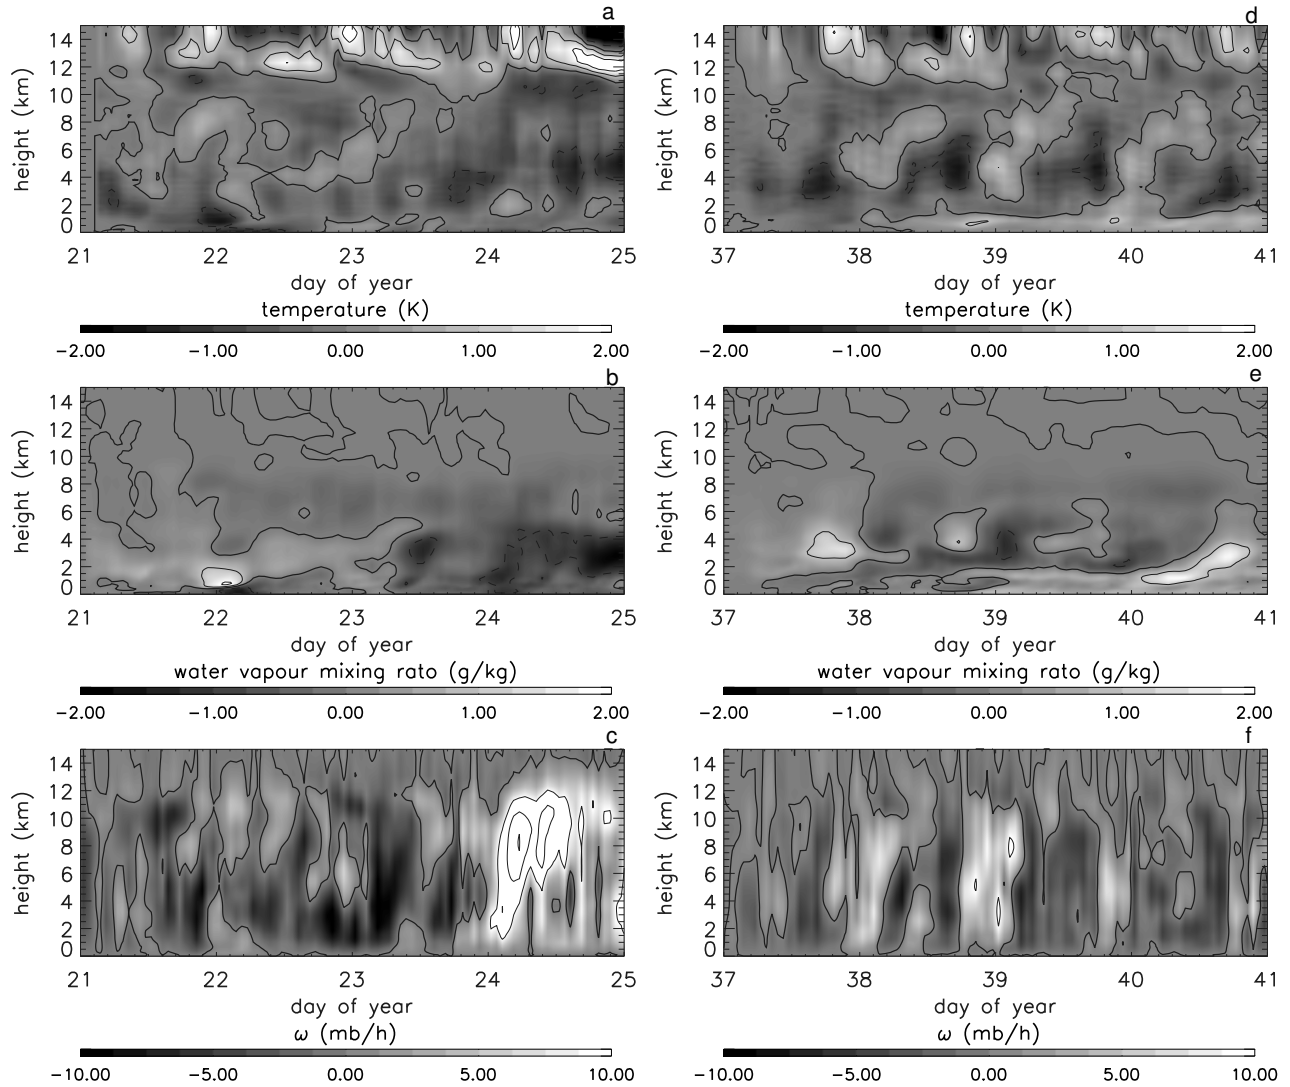 a
14
12
10
8
6
4
2
0
height (km)
21 22 23 24 25
day of year
temperature (K)
−2.00 −1.00 0.00 1.00 2.00
d
14
12
10
8
6
4
2
0
height (km)
37 38 39 40 41
day of year
temperature (K)
−2.00 −1.00 0.00 1.00 2.00
b
14
12
10
8
6
4
2
0
height (km)
21 22 23 24 25
day of year
water vapour mixing rato (g/kg)
−2.00 −1.00 0.00 1.00 2.00
e
14
12
10
8
6
4
2
0
height (km)
37 38 39 40 41
day of year
water vapour mixing rato (g/kg)
−2.00 −1.00 0.00 1.00 2.00
c
14
12
10
8
6
4
2
0
height (km)
21 22 23 24 25
day of year
ω (mb/h)
−10.00 −5.00 0.00 5.00 10.00
f
14
12
10
8
6
4
2
0
height (km)
37 38 39 40 41
day of year
ω (mb/h)
−10.00 −5.00 0.00 5.00 10.00